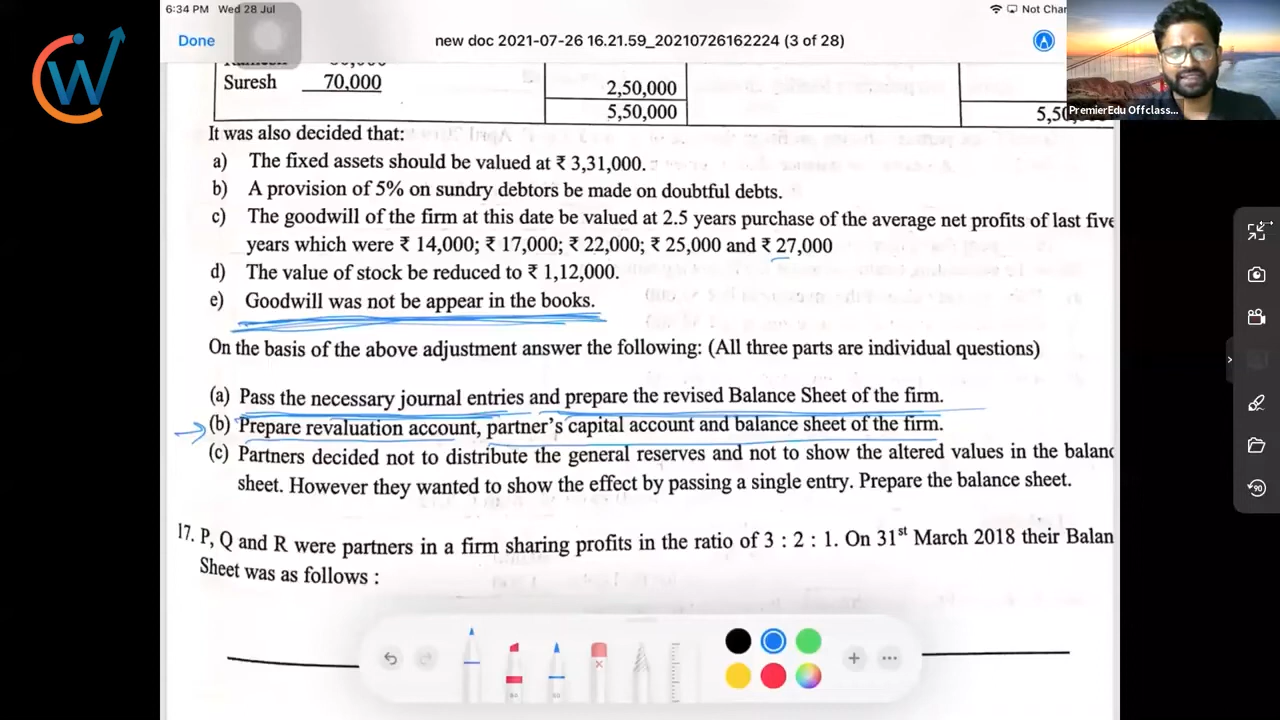 6:34 PM Wed 28 Jul
Not Char
Done
new doc 2021-07-26 16.21.59_20210726162224 (3 of 28)
W
PremierEdu Offclass...
Suresh 70,000
2,50,000
5,50,000
It was also decided that:
a) The fixed assets should be valued at ₹ 3,31,000.
b) A provision of 5% on sundry debtors be made on doubtful debts.
c) The goodwill of the firm at this date be valued at 2.5 years purchase of the average net profits of last five
years which were ₹ 14,000; ₹ 17,000; ₹ 22,000; ₹ 25,000 and ₹ 27,000
d) The value of stock be reduced to ₹ 1,12,000.
e) Goodwill was not be appear in the books.
On the basis of the above adjustment answer the following: (All three parts are individual questions)
(a) Pass the necessary journal entries and prepare the revised Balance Sheet of the firm.
(b) Prepare revaluation account, partner's capital account and balance sheet of the firm.
(c) Partners decided not to distribute the general reserves and not to show the altered values in the balanc
sheet. However they wanted to show the effect by passing a single entry. Prepare the balance sheet.
17. P, Q and R were partners in a firm sharing profits in the ratio of 3 : 2 : 1. On 31st March 2018 their Balan
Sheet was as follows :
90